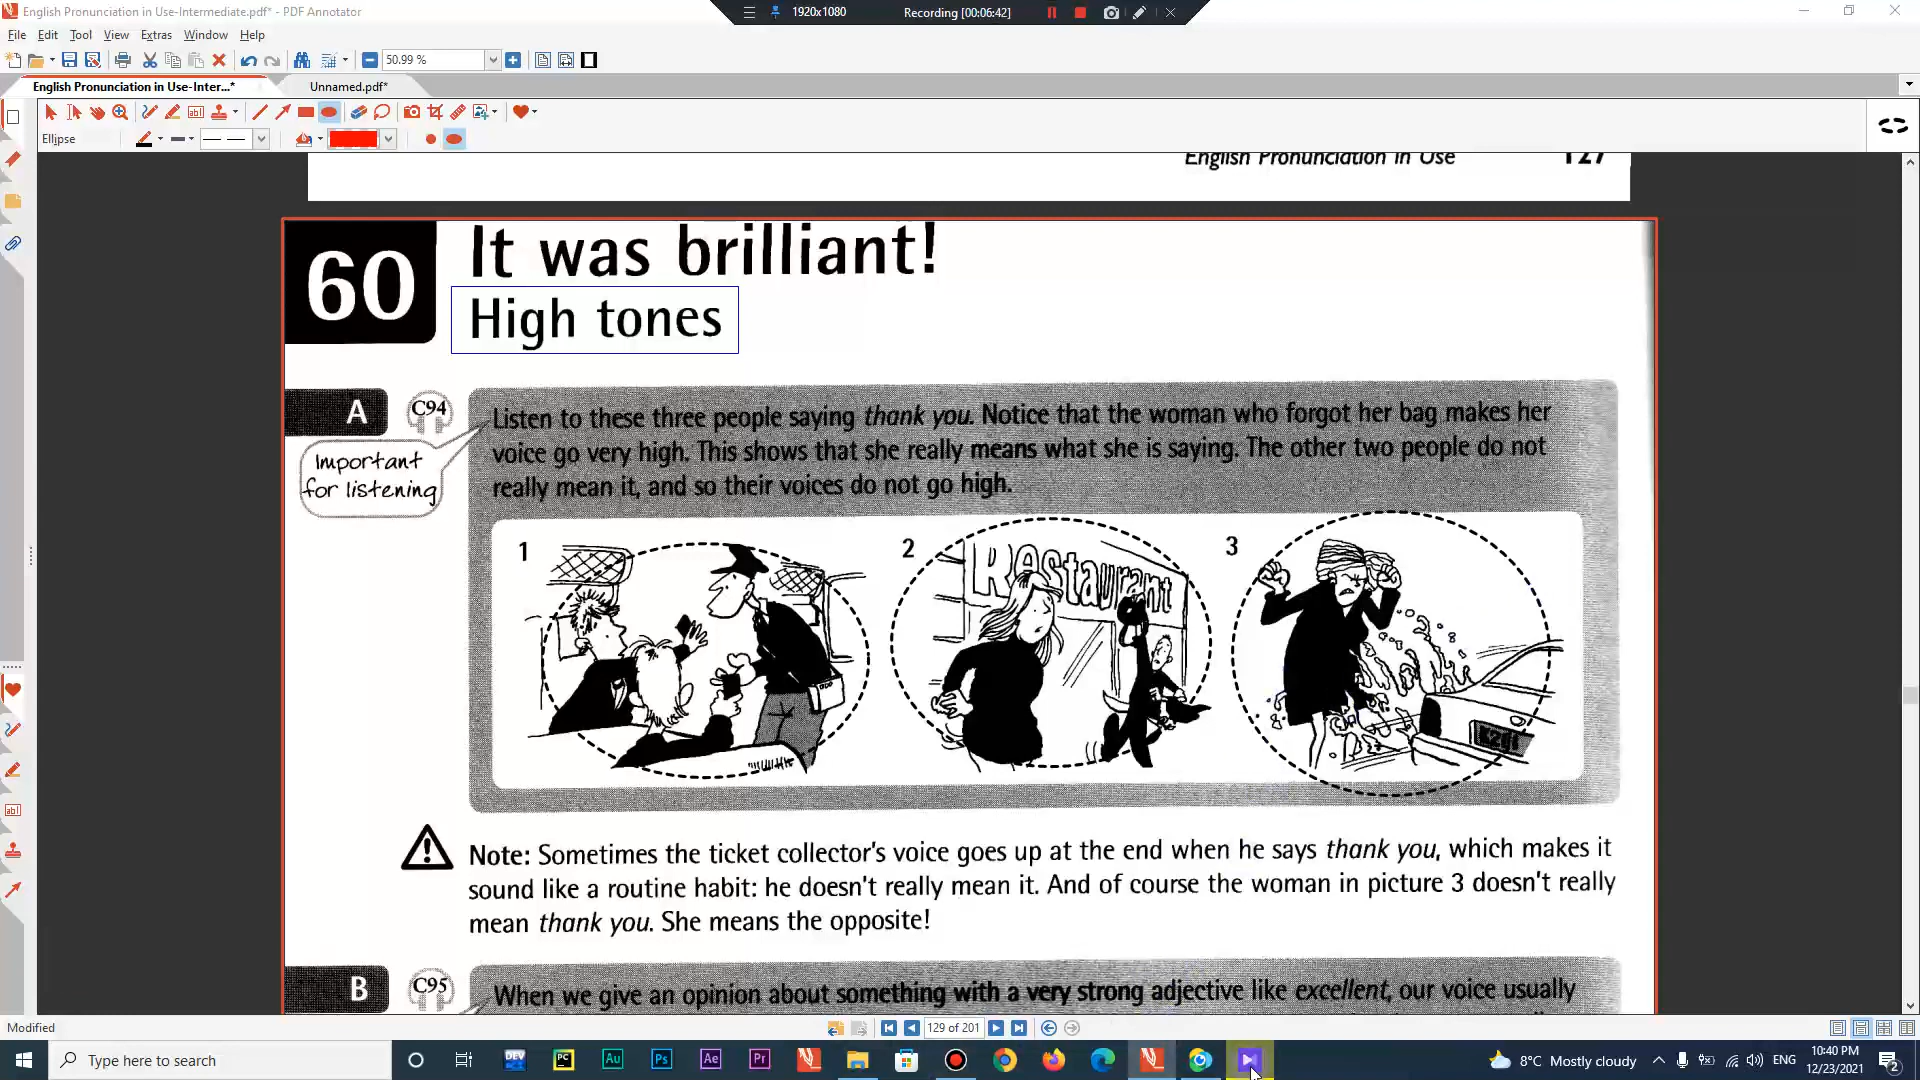 English Pronunciation in Use-Intermediate.pdf* - PDF Annotator
1920x1080
Recording [00:06:42]
File Edit Tool View Extras Window Help
50.99 %
English Pronunciation in Use-Inter...*
Unnamed.pdf*
Ellipse
English Pronunciation in Use 127
60
It was brilliant!
High tones
A
C94
Important
for listening
Listen to these three people saying thank you. Notice that the woman who forgot her bag makes her
voice go very high. This shows that she really means what she is saying. The other two people do not
really mean it, and so their voices do not go high.
1
2
3
Restaurant
Note: Sometimes the ticket collector's voice goes up at the end when he says thank you, which makes it
sound like a routine habit: he doesn't really mean it. And of course the woman in picture 3 doesn't really
mean thank you. She means the opposite!
B
C95
When we give an opinion about something with a very strong adjective like excellent, our voice usually
Modified
129 of 201
Type here to search
DEV
PC
Au
Ps
Ae
Pr
8°C Mostly cloudy
ENG
10:40 PM
12/23/2021
2